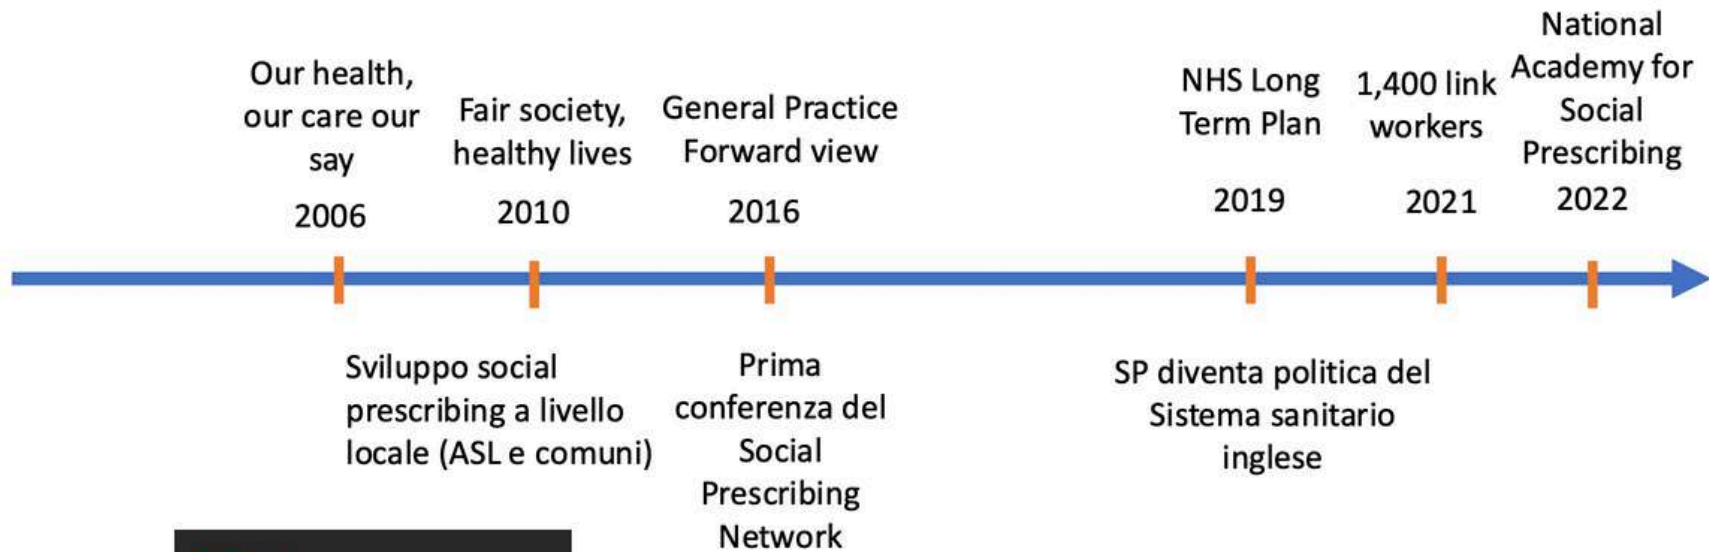 Our health,
our care our
say
2006
Fair society,
healthy lives
2010
General Practice
Forward view
2016
NHS Long
Term Plan
2019
1,400 link
workers
2021
National
Academy for
Social
Prescribing
2022
Sviluppo social
prescribing a livello
locale (ASL e comuni)
Prima
conferenza del
Social
Prescribing
Network
SP diventa politica del
Sistema sanitario
inglese